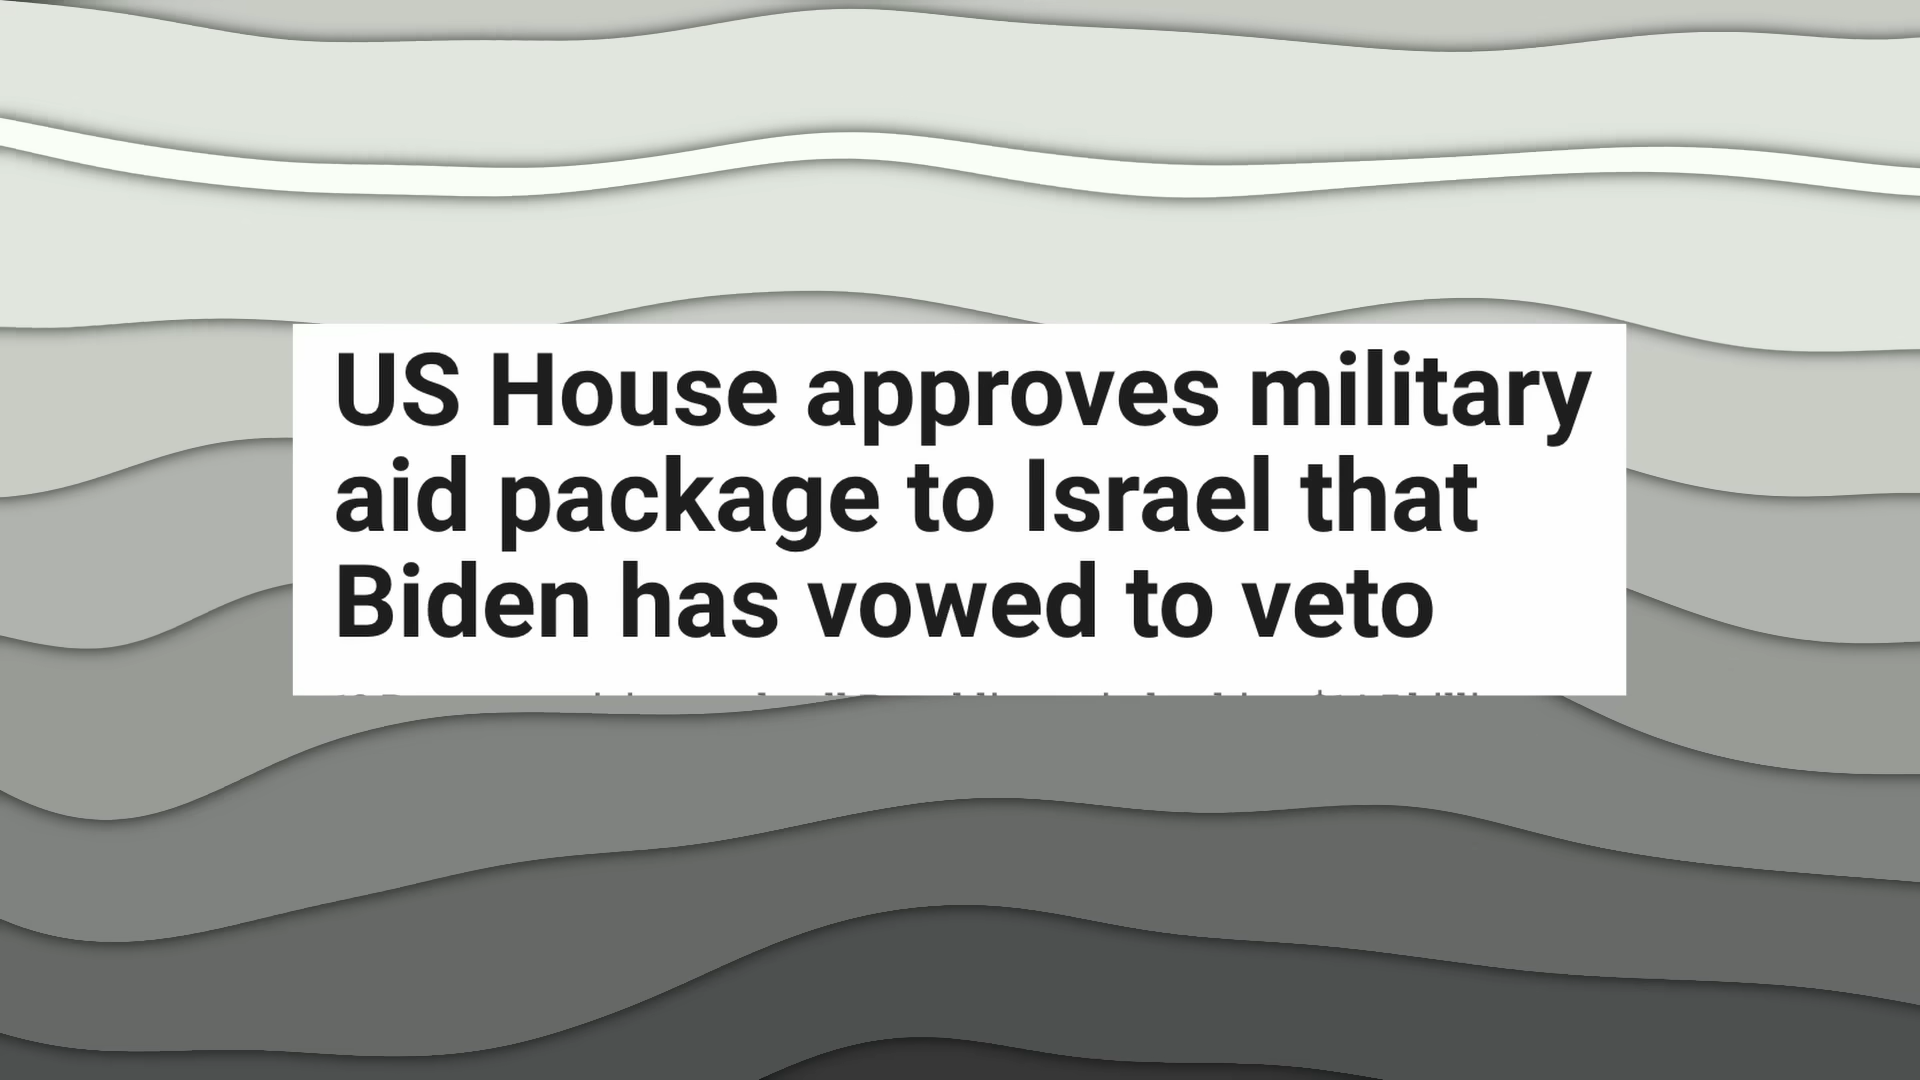 US House approves military
aid package to Israel that
Biden has vowed to veto